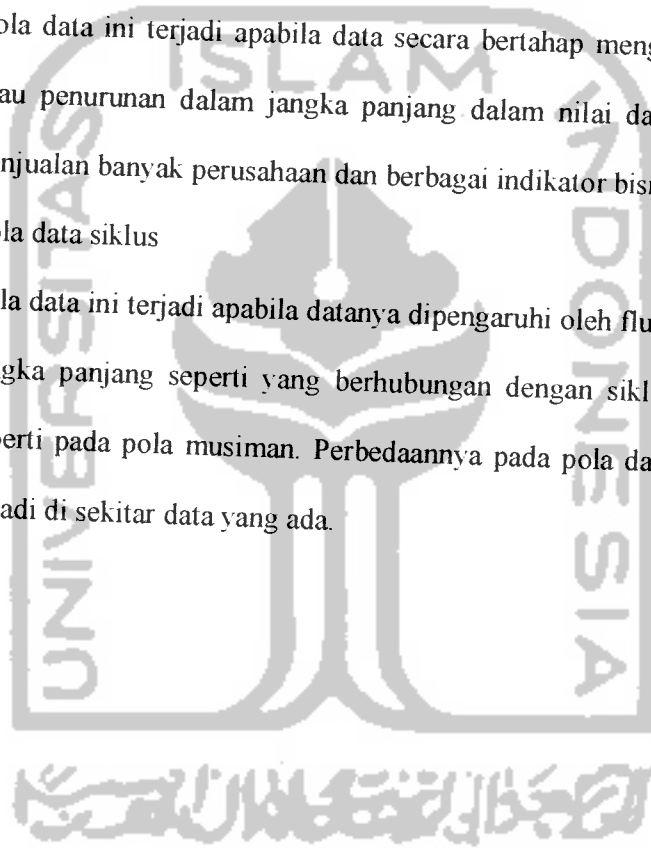 ISLAM
UNIVERSITAS
INDONESIA
ola data ini terjadi apabila data secara bertahap meng
au penurunan dalam jangka panjang dalam nilai da
njualan banyak perusahaan dan berbagai indikator bisn
la data siklus
la data ini terjadi apabila datanya dipengaruhi oleh flu
gka panjang seperti yang berhubungan dengan sikl
erti pada pola musiman. Perbedaannya pada pola da
adi di sekitar data yang ada.